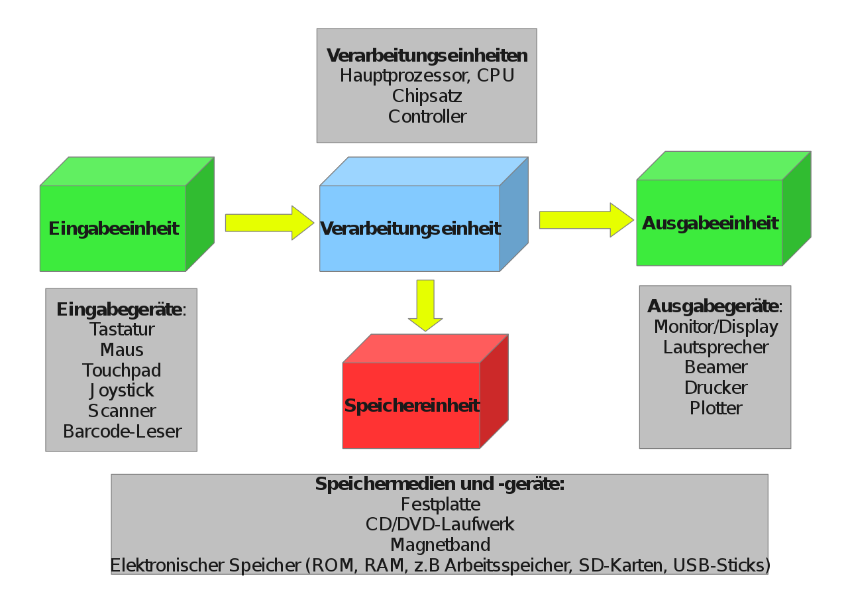 Verarbeitungseinheiten
Hauptprozessor, CPU
Chipsatz
Controller
Eingabeeinheit
Verarbeitungseinheit
Ausgabeeinheit
Eingabegeräte:
Tastatur
Maus
Touchpad
Joystick
Scanner
Barcode-Leser
Speichereinheit
Ausgabegeräte:
Monitor/Display
Lautsprecher
Beamer
Drucker
Plotter
Speichermedien und -geräte:
Festplatte
CD/DVD-Laufwerk
Magnetband
Elektronischer Speicher (ROM, RAM, z.B Arbeitsspeicher, SD-Karten, USB-Sticks)